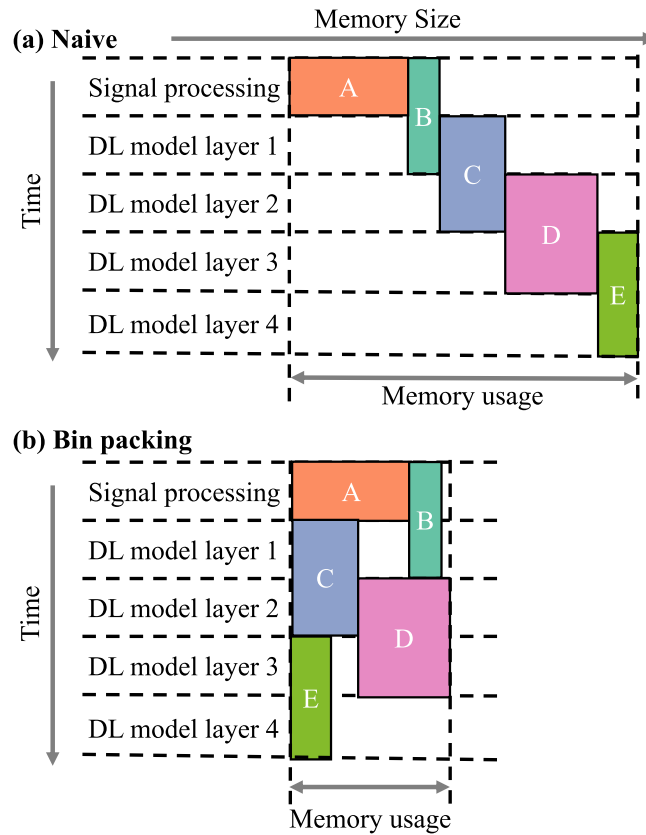 Memory Size
(a) Naive
Signal processing
A
B
DL model layer 1
C
DL model layer 2
D
DL model layer 3
E
DL model layer 4
Time
Memory usage
(b) Bin packing
Signal processing
A
B
DL model layer 1
C
DL model layer 2
D
DL model layer 3
E
DL model layer 4
Time
Memory usage